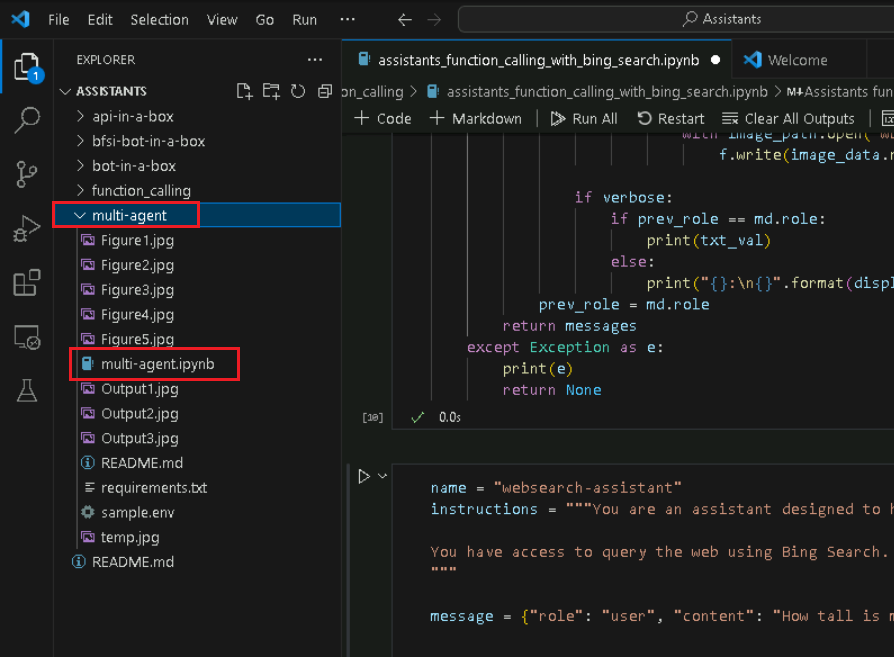 File Edit Selection View Go Run ··· ← → Assistants
EXPLORER ···
assistants_function_calling_with_bing_search.ipynb ● Welcome
ASSISTANTS
on_calling > assistants_function_calling_with_bing_search.ipynb > M↓Assistants fun
+ Code + Markdown Run All Restart Clear All Outputs
1
api-in-a-box
bfsi-bot-in-a-box
bot-in-a-box
function_calling
multi-agent
Figure1.jpg
Figure2.jpg
Figure3.jpg
Figure4.jpg
Figure5.jpg
multi-agent.ipynb
Output1.jpg
Output2.jpg
Output3.jpg
README.md
requirements.txt
sample.env
temp.jpg
README.md
with image_path.open("w
f.write(image_data.r
if verbose:
if prev_role == md.role:
print(txt_val)
else:
print("{}:\n{}".format(displ
prev_role = md.role
return messages
except Exception as e:
print(e)
return None
[10] ✓ 0.0s
name = "websearch-assistant"
instructions = """You are an assistant designed to h
You have access to query the web using Bing Search.
"""
message = {"role": "user", "content": "How tall is m